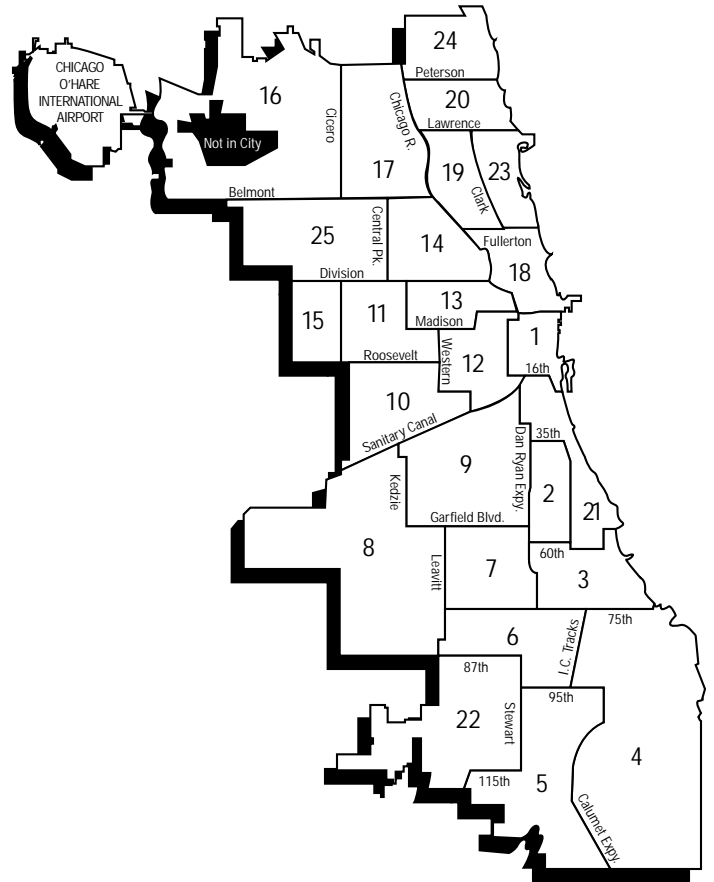 24
Peterson
CHICAGO
O'HARE
INTERNATIONAL
AIRPORT
16
Cicero
Chicago R.
20
Lawrence
Not in City
17
19
Clark
23
Belmont
25
Central Pk.
14
Fullerton
18
Division
15
11
13
Madison
1
Roosevelt
Western
12
16th
10
Sanitary Canal
9
Dan Ryan Expy.
35th
Kedzie
2
21
Garfield Blvd.
8
Leavitt
7
60th
3
6
I.C. Tracks
75th
87th
95th
22
Stewart
4
115th
5
Calumet Expy.